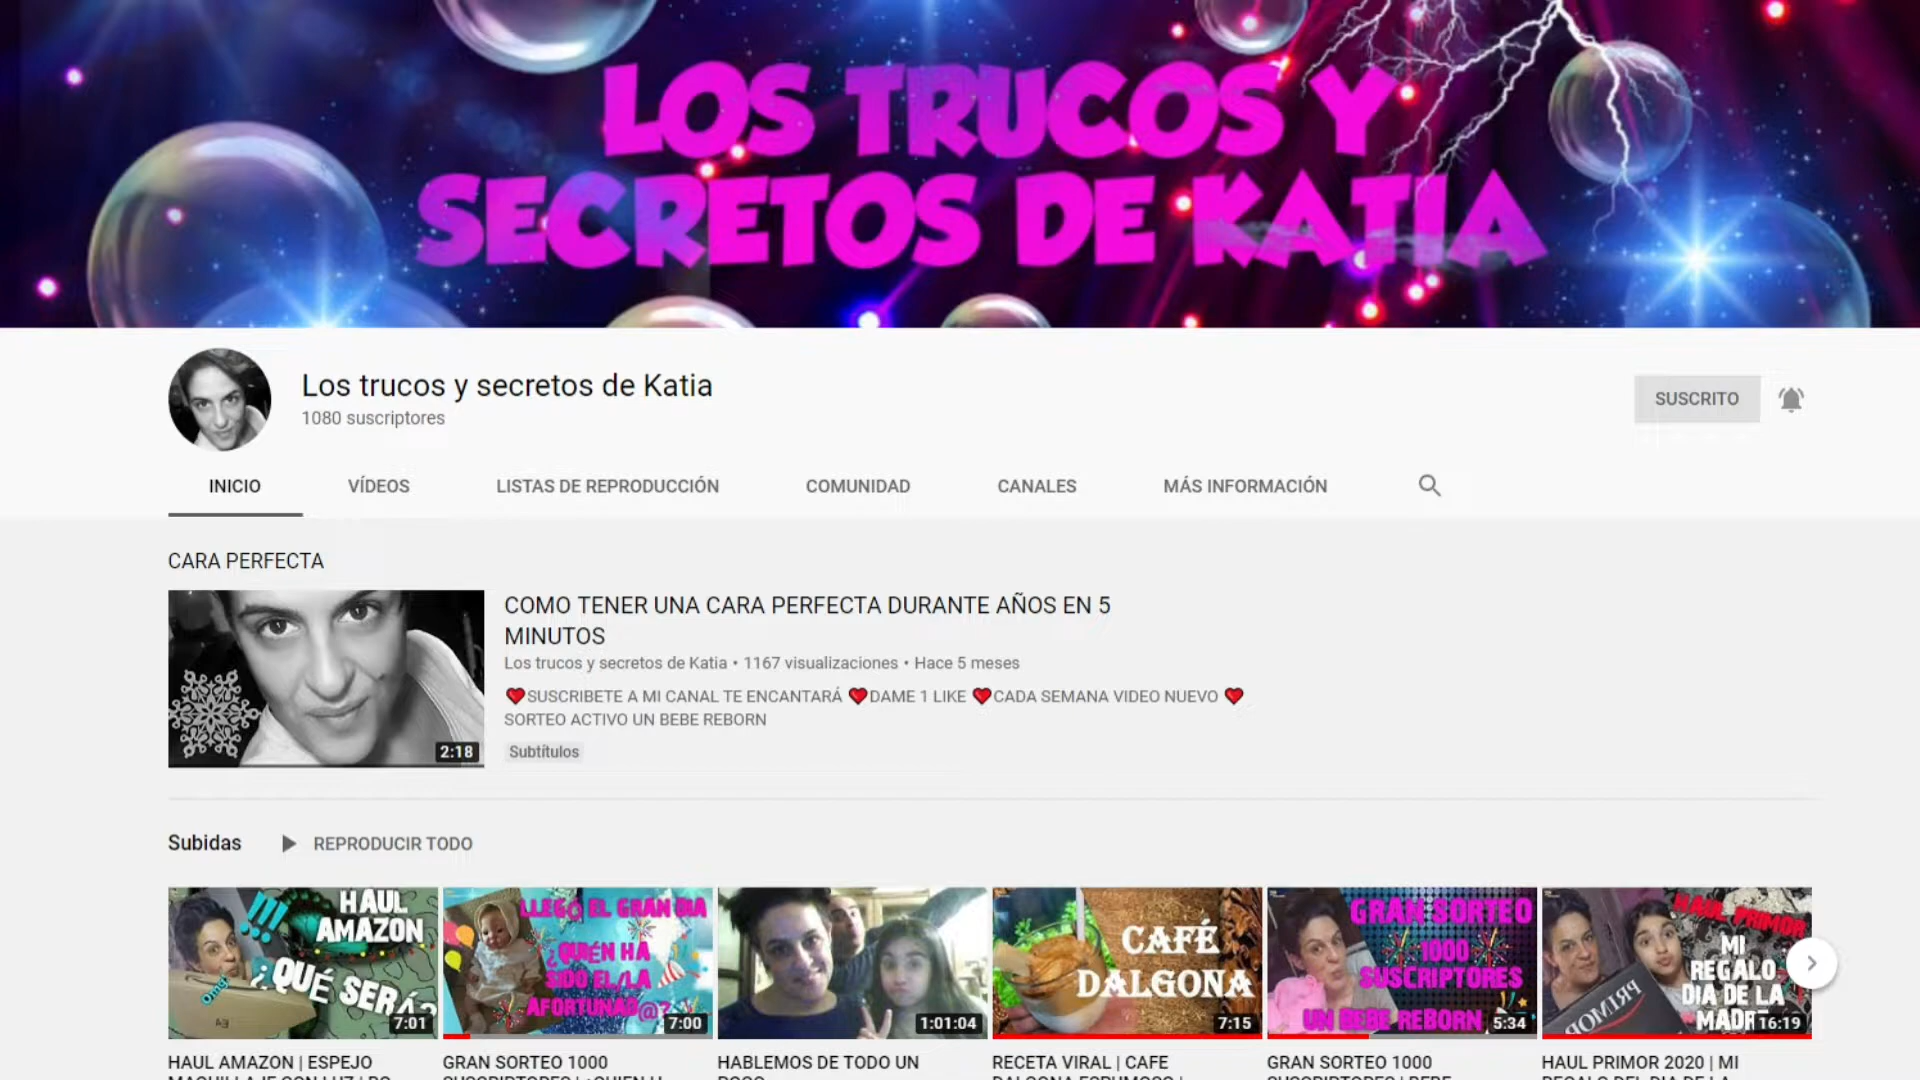 LOS TRUCOS Y
SECRETOS DE KATIA
Los trucos y secretos de Katia
1080 suscriptores
SUSCRITO
INICIO
VÍDEOS
LISTAS DE REPRODUCCIÓN
COMUNIDAD
CANALES
MÁS INFORMACIÓN
CARA PERFECTA
2:18
COMO TENER UNA CARA PERFECTA DURANTE AÑOS EN 5
MINUTOS
Los trucos y secretos de Katia • 1167 visualizaciones • Hace 5 meses
❤️SUSCRIBETE A MI CANAL TE ENCANTARÁ ❤️DAME 1 LIKE ❤️CADA SEMANA VIDEO NUEVO ❤️
SORTEO ACTIVO UN BEBE REBORN
Subtítulos
Subidas
REPRODUCIR TODO
!!! HAUL
AMAZON
¿QUÉ SERÁ?
Omg
7:01
LLEGÓ EL GRAN DIA
¿QUIÉN HA
SIDO EL/LA
AFORTUNAD@?
7:00
1:01:04
CAFÉ
DALGONA
7:15
GRAN SORTEO
1000
SUSCRIPTORES
UN BEBE REBORN
5:34
HAUL PRIMOR
MI
REGALO
DIA DE LA
MADR
PRIMOR
16:19
HAUL AMAZON | ESPEJO
GRAN SORTEO 1000
HABLEMOS DE TODO UN
RECETA VIRAL | CAFE
GRAN SORTEO 1000
HAUL PRIMOR 2020 | MI